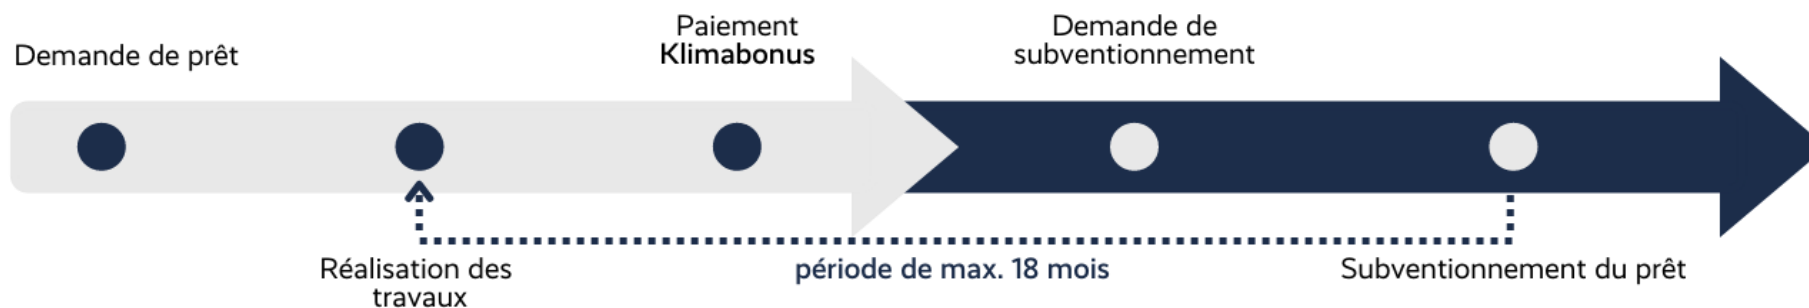 Demande de prêt
Paiement
Klimabonus
Demande de
subventionnement
Réalisation des
travaux
période de max. 18 mois
Subventionnement du prêt